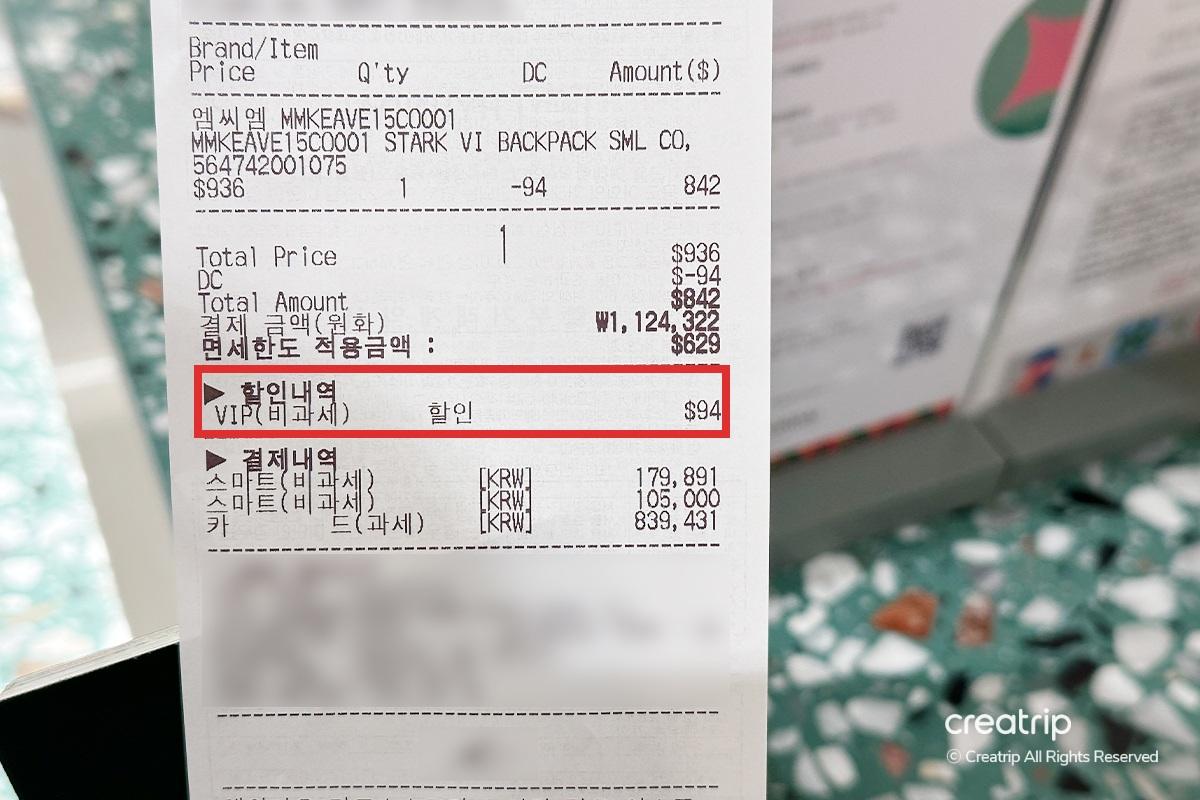 Brand/Item
Price Q'ty DC Amount($)
엠씨엠 MMKEAVE15C0001
MMKEAVE15C0001 STARK VI BACKPACK SML CO,
564742001075
$936 1 -94 842
1
Total Price $936
DC $-94
Total Amount $842
결제 금액(원화) ₩1,124,322
면세한도 적용금액 : $629
▶ 할인내역
VIP(비과세) 할인 $94
▶ 결제내역
스마트(비과세) [KRW] 179,891
스마트(비과세) [KRW] 105,000
카 드(과세) [KRW] 839,431
creatrip
© Creatrip All Rights Reserved